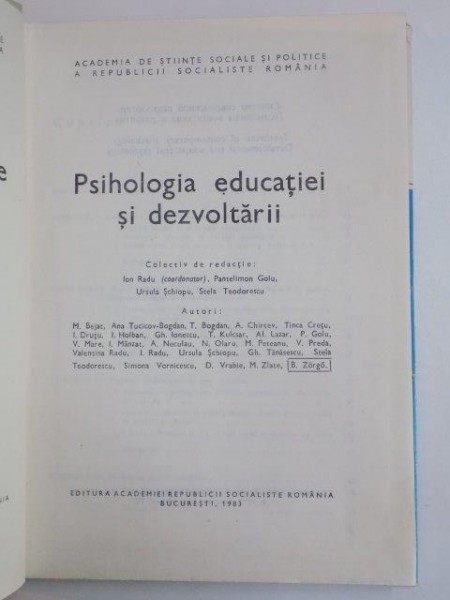 ACADEMIA DE ȘTIINȚE SOCIALE ȘI POLITICE
A REPUBLICII SOCIALISTE ROMÂNIA
Psihologia educației
și dezvoltării
Colectiv de redacție:
Ion Radu (coordonator), Pantelimon Golu,
Ursula Șchiopu, Stela Teodorescu
Autori:
M. Bejat, Ana Tucicov-Bogdan, T. Bogdan, A. Chircev, Tinca Crețu,
I. Druțu, I. Holban, Gh. Ionescu, T. Kulcsar, Al. Lazar, P. Golu,
V. Mare, I. Mântac, A. Neculau, N. Olaru, M. Peteanu, V. Preda,
Valentina Radu, I. Radu, Ursula Șchiopu, Gh. Tănăsescu, Stela
Teodorestu, Simona Vornicescu, D. Vrabie, M. Zlate, B. Zörgő.
EDITURA ACADEMIEI REPUBLICII SOCIALISTE ROMÂNIA
BUCUREȘTI, 1983